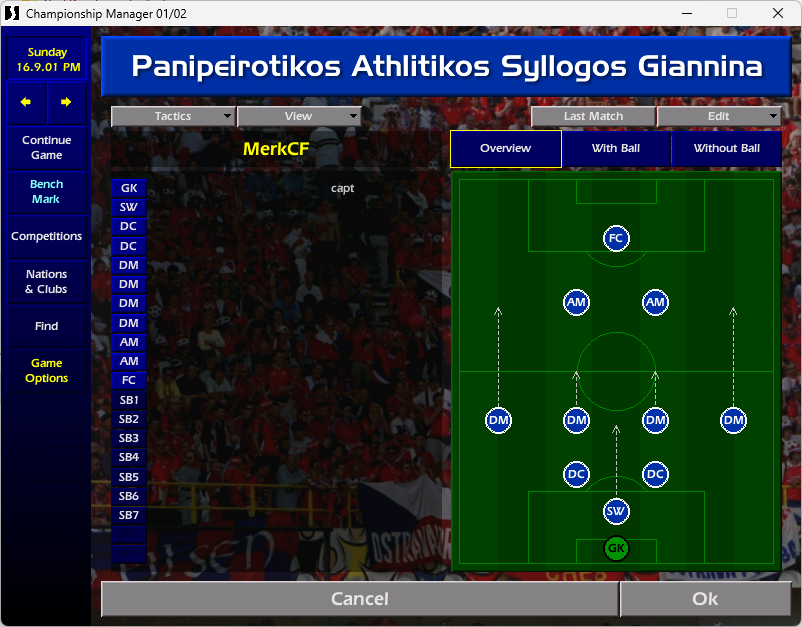 Championship Manager 01/02
Sunday
16.9.01 PM
Panipeirotikos Athlitikos Syllogos Giannina
Tactics
View
Last Match
Edit
Continue
Game
Bench
Mark
Competitions
Nations
& Clubs
Find
Game
Options
MerkCF
Overview
With Ball
Without Ball
GK capt
SW
DC
DC
DM
DM
DM
DM
AM
AM
FC
SB1
SB2
SB3
SB4
SB5
SB6
SB7
FC
AM AM
DM DM DM DM
DC DC
SW
GK
Cancel
Ok